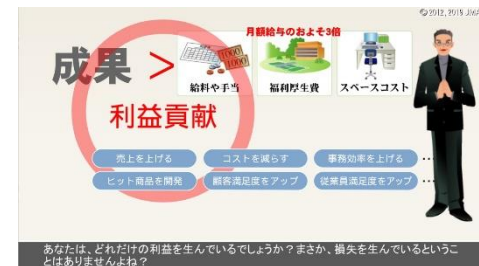 ©2012, 2019 JMA
月額給与のおよそ3倍
成果 >
給料や手当 福利厚生費 スペースコスト
利益貢献
売上を上げる コストを減らす 事務効率を上げる …
ヒット商品を開発 顧客満足度をアップ 従業員満足度をアップ …
あなたは、どれだけの利益を生んでいるでしょうか？まさか、損失を生んでいるというこ
とはありませんよね？